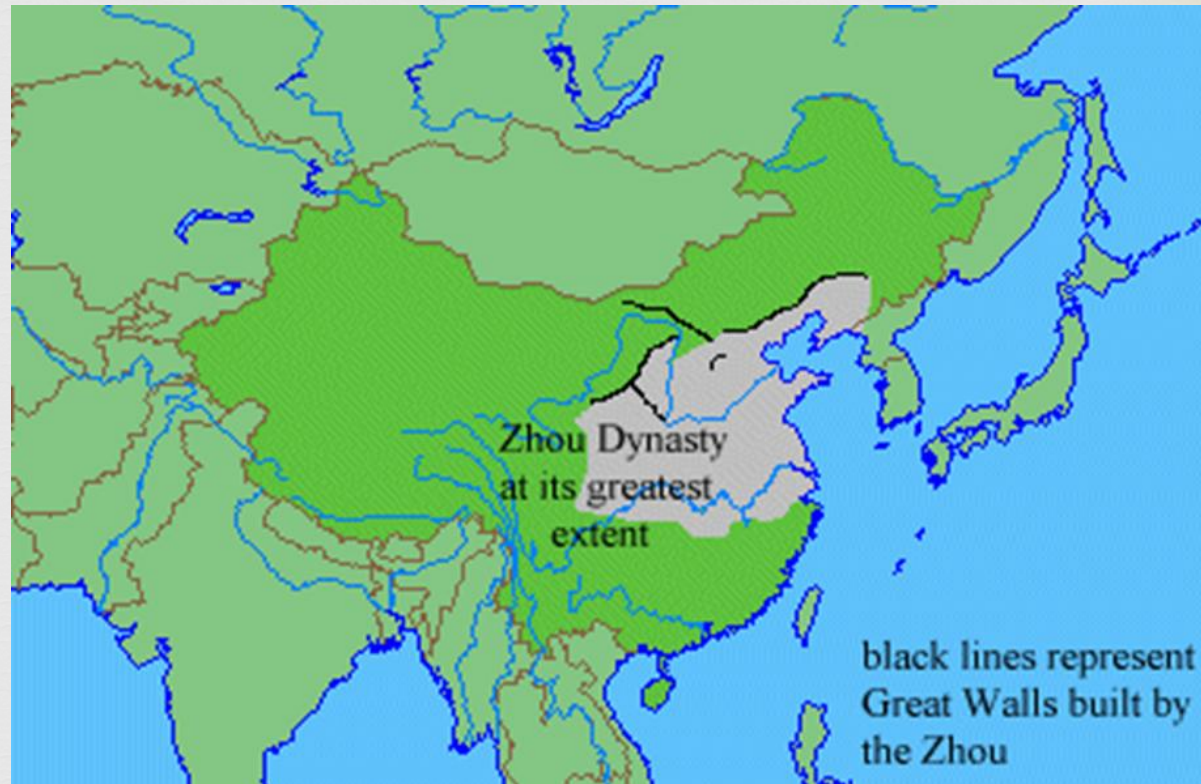 Zhou Dynasty
at its greatest
extent
black lines represent
Great Walls built by
the Zhou